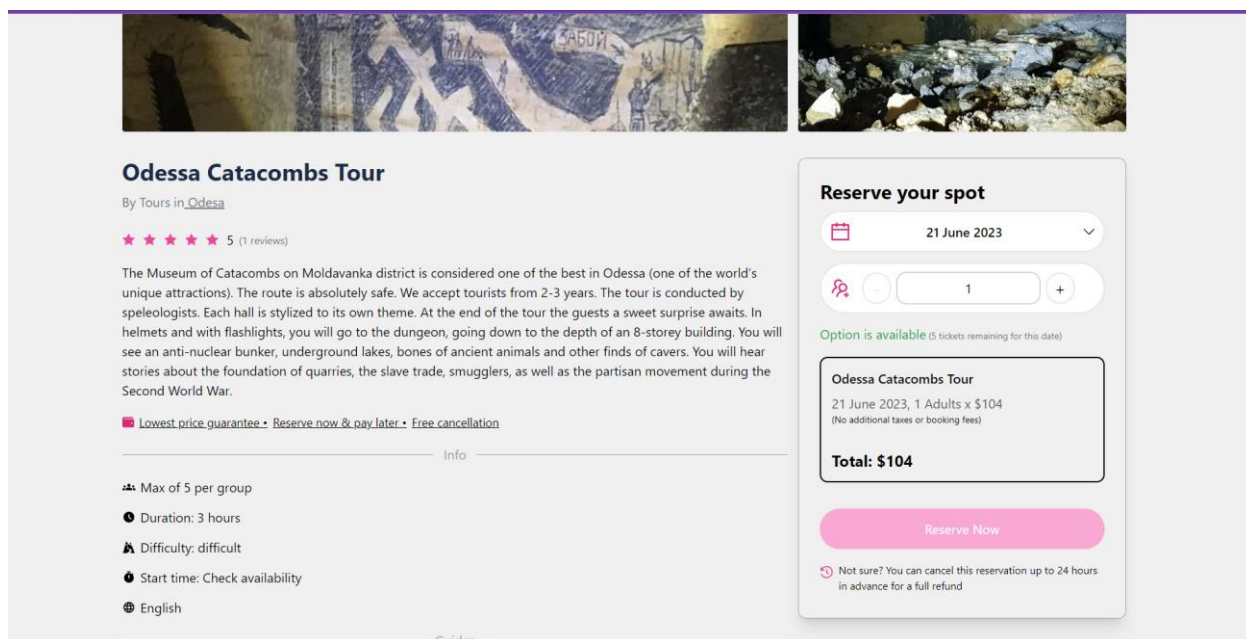 ЗАБОЙ
Odessa Catacombs Tour
By Tours in Odesa
5 (1 reviews)
The Museum of Catacombs on Moldavanka district is considered one of the best in Odessa (one of the world's
unique attractions). The route is absolutely safe. We accept tourists from 2-3 years. The tour is conducted by
speleologists. Each hall is stylized to its own theme. At the end of the tour the guests a sweet surprise awaits. In
helmets and with flashlights, you will go to the dungeon, going down to the depth of an 8-storey building. You will
see an anti-nuclear bunker, underground lakes, bones of ancient animals and other finds of cavers. You will hear
stories about the foundation of quarries, the slave trade, smugglers, as well as the partisan movement during the
Second World War.
Lowest price guarantee • Reserve now & pay later • Free cancellation
Info
Max of 5 per group
Duration: 3 hours
Difficulty: difficult
Start time: Check availability
English
Reserve your spot
21 June 2023
- 1 +
Option is available (5 tickets remaining for this date)
Odessa Catacombs Tour
21 June 2023, 1 Adults x $104
(No additional taxes or booking fees)
Total: $104
Reserve Now
Not sure? You can cancel this reservation up to 24 hours
in advance for a full refund